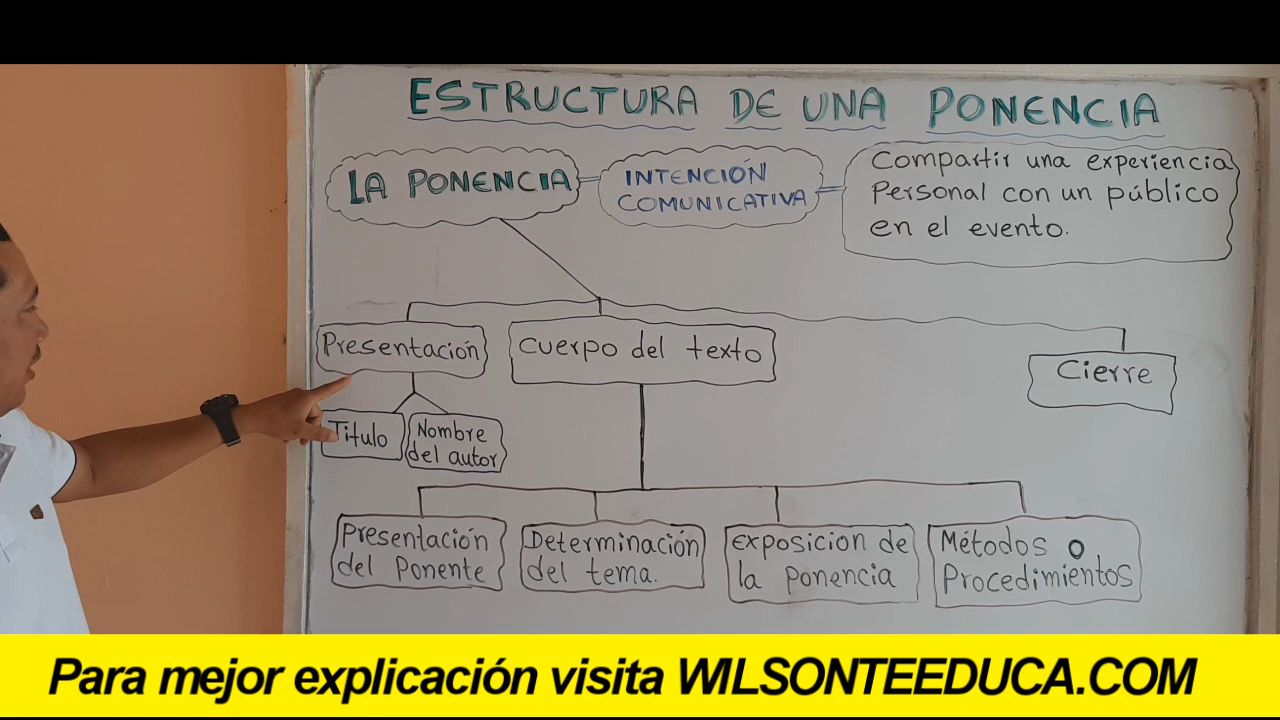 ESTRUCTURA DE UNA PONENCIA
LA PONENCIA
INTENCIÓN
COMUNICATIVA
Compartir una experiencia
Personal con un público
en el evento.
Presentación
Cuerpo del texto
Cierre
Titulo
Nombre
del autor
Presentación
del Ponente
Determinación
del tema.
Exposicion de
la ponencia
Métodos o
Procedimientos
Para mejor explicación visita WILSONTEEDUCA.COM